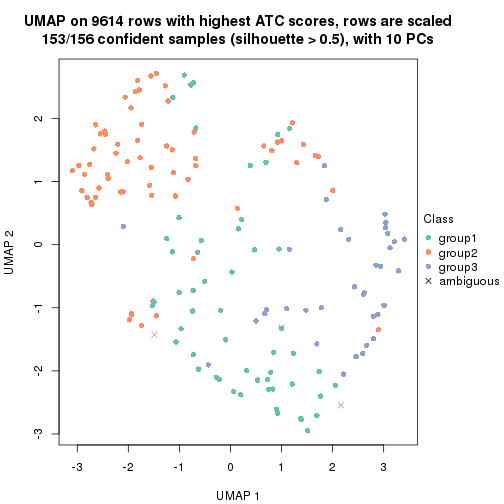 UMAP on 9614 rows with highest ATC scores, rows are scaled
153/156 confident samples (silhouette > 0.5), with 10 PCs
UMAP 2
2
1
0
-1
-2
-3
-3 -2 -1 0 1 2 3
UMAP 1
Class
group1
group2
group3
ambiguous